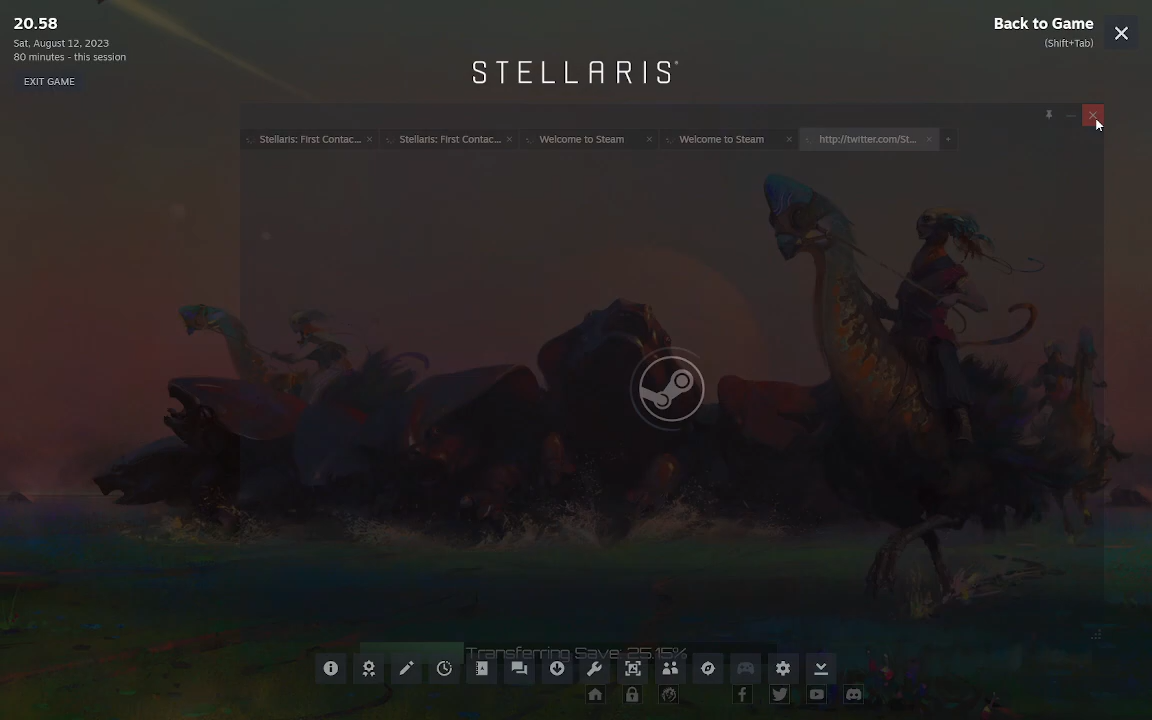 20.58
Sat, August 12, 2023
80 minutes - this session
EXIT GAME
Back to Game
(Shift+Tab)
STELLARIS
Stellaris: First Contac...
Stellaris: First Contac...
Welcome to Steam
Welcome to Steam
http://twitter.com/St...
Transferring Save: 25.15%